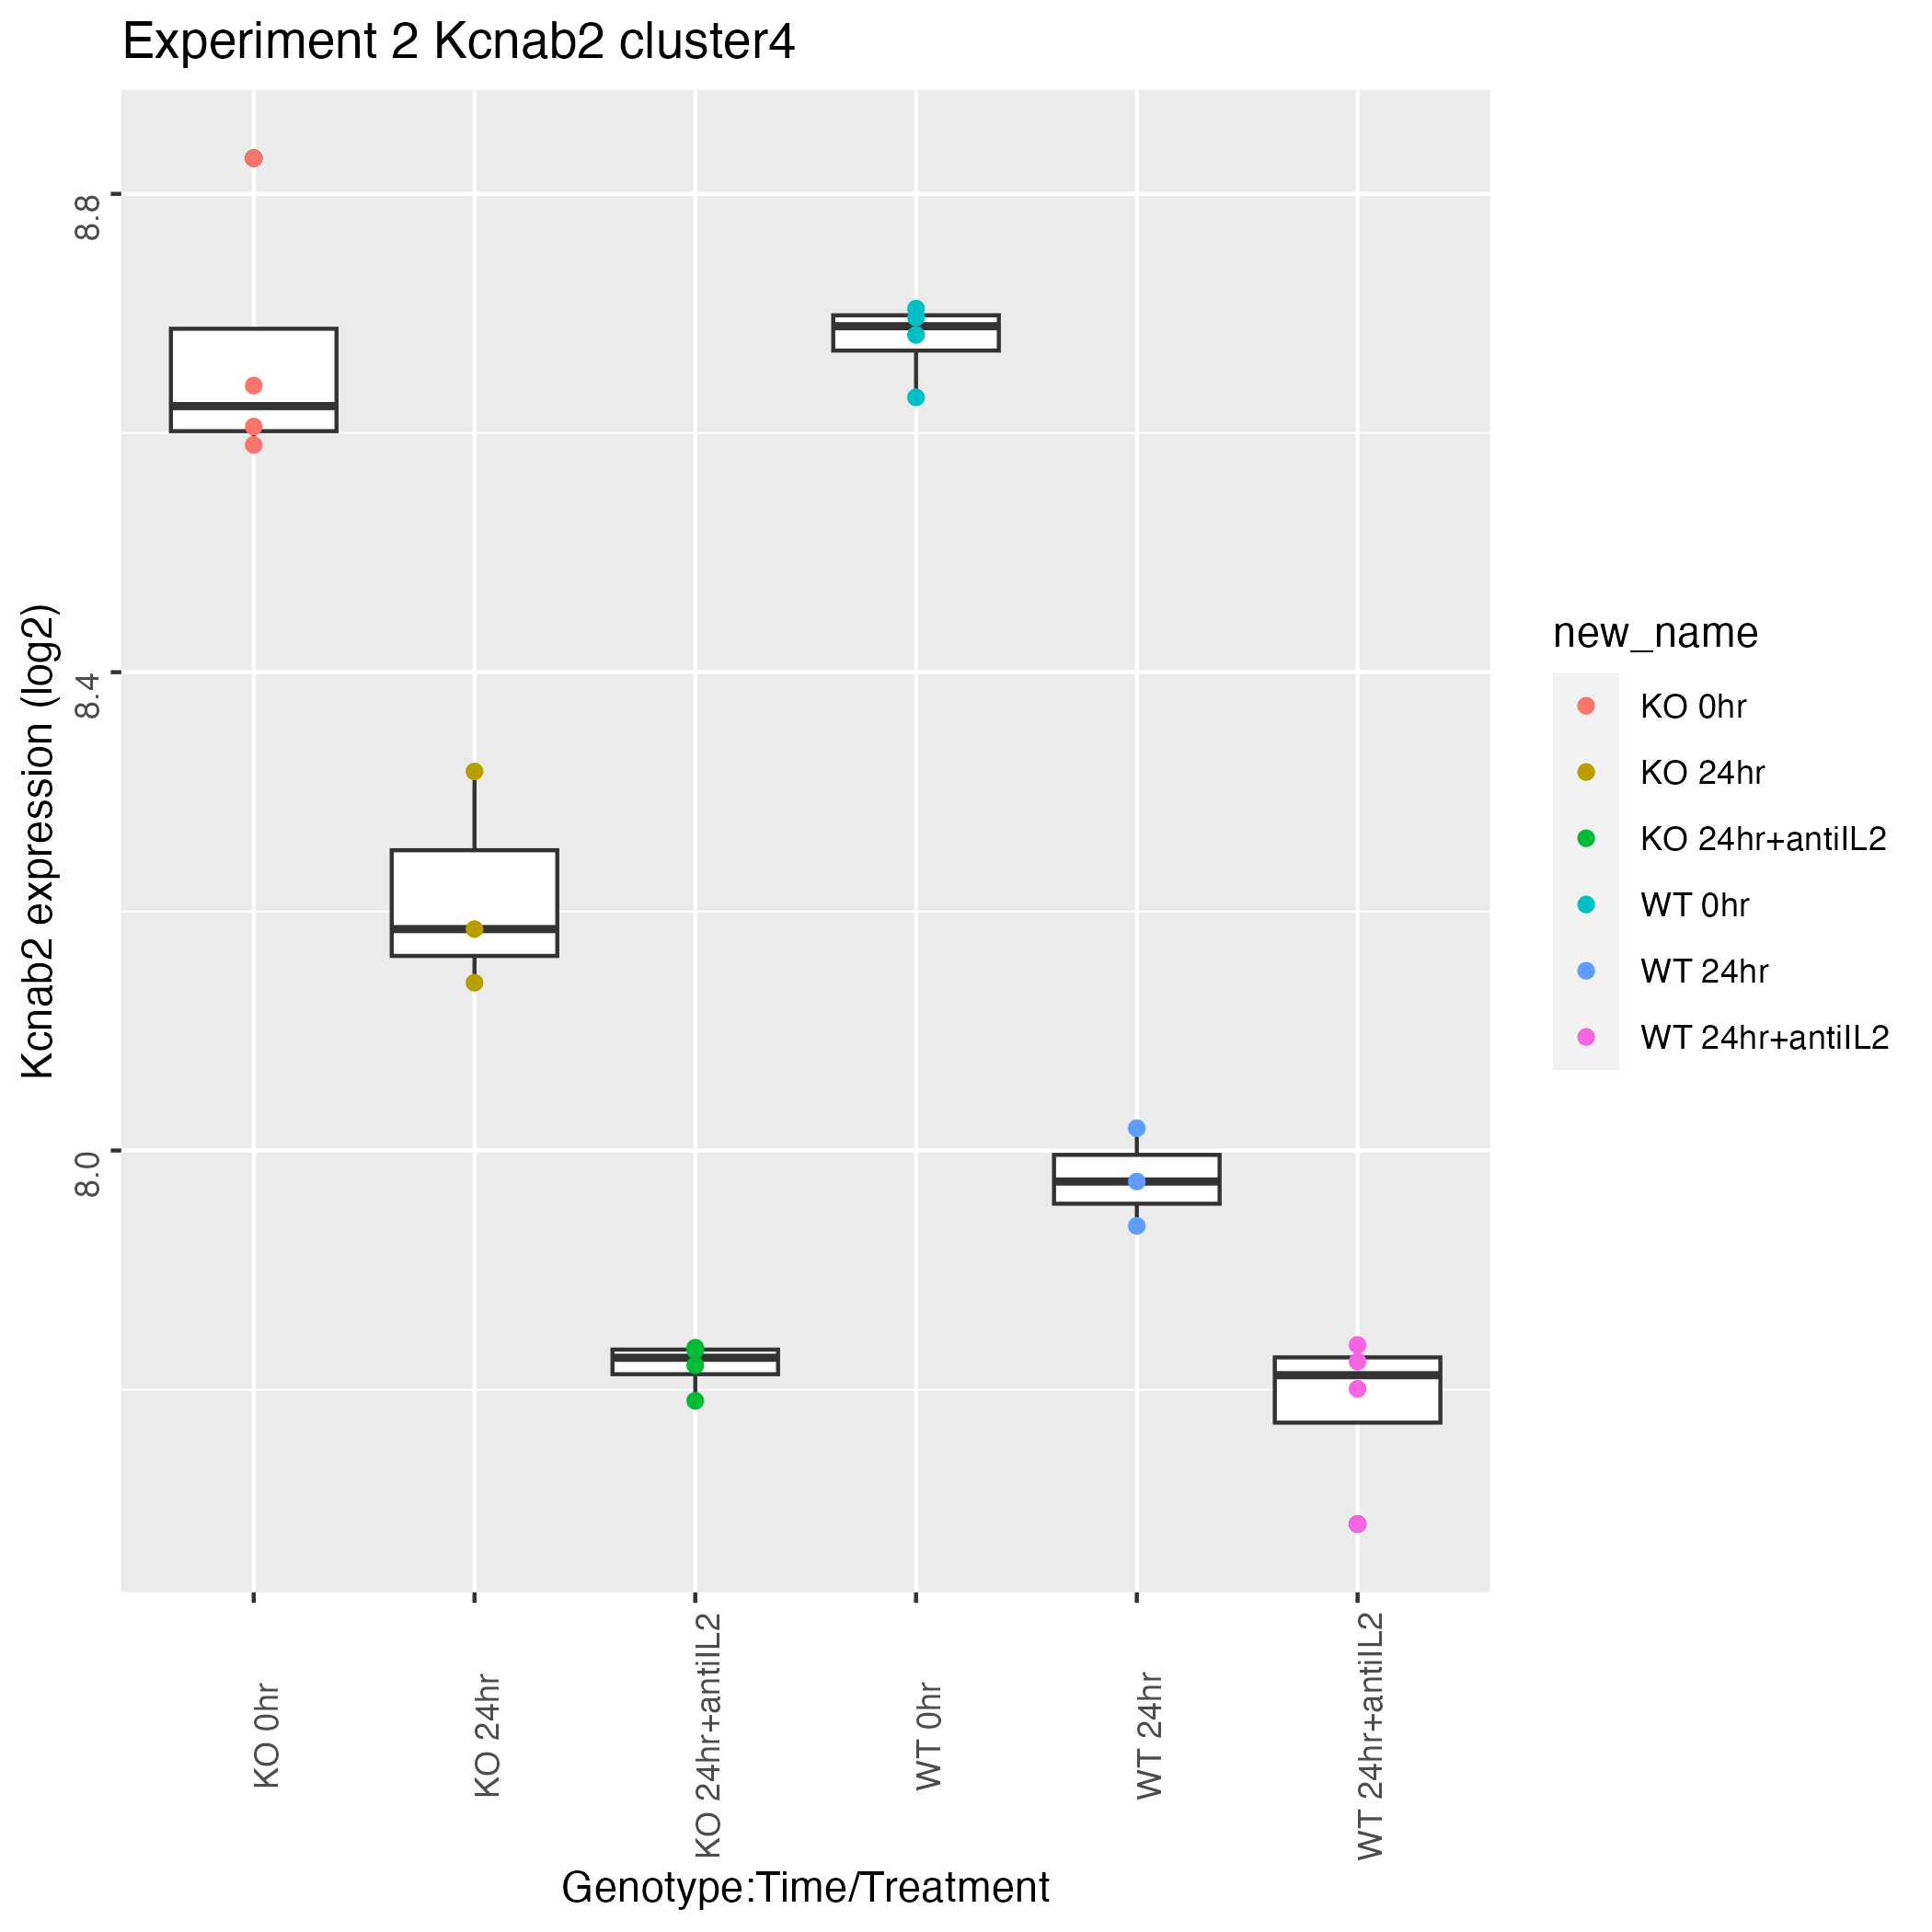 Experiment 2 Kcnab2 cluster4
Kcnab2 expression (log2)
8.8
8.4
8.0
KO 0hr
KO 24hr
KO 24hr+antiIL2
WT 0hr
WT 24hr
WT 24hr+antiIL2
Genotype:Time/Treatment
new_name
KO 0hr
KO 24hr
KO 24hr+antiIL2
WT 0hr
WT 24hr
WT 24hr+antiIL2